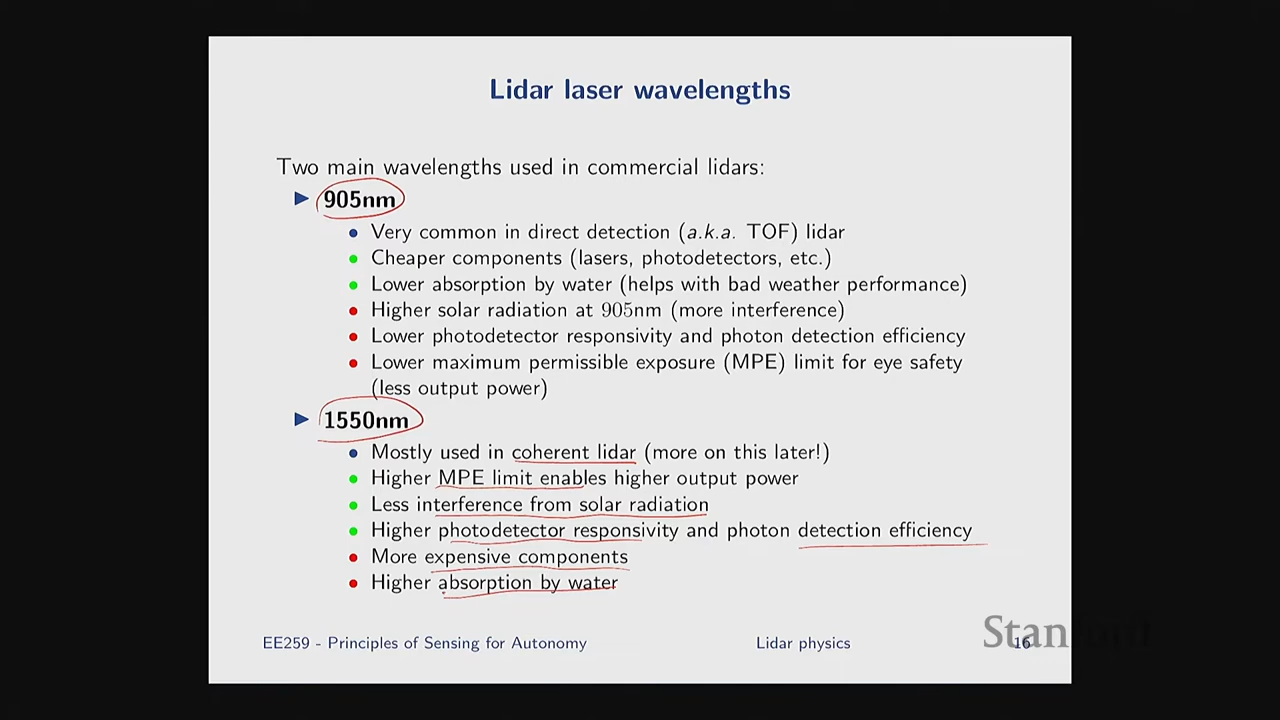 Lidar laser wavelengths
Two main wavelengths used in commercial lidars:
905nm
Very common in direct detection (a.k.a. TOF) lidar
Cheaper components (lasers, photodetectors, etc.)
Lower absorption by water (helps with bad weather performance)
Higher solar radiation at 905nm (more interference)
Lower photodetector responsivity and photon detection efficiency
Lower maximum permissible exposure (MPE) limit for eye safety
(less output power)
1550nm
Mostly used in coherent lidar (more on this later!)
Higher MPE limit enables higher output power
Less interference from solar radiation
Higher photodetector responsivity and photon detection efficiency
More expensive components
Higher absorption by water
EE259 - Principles of Sensing for Autonomy Lidar physics 16
Stanford